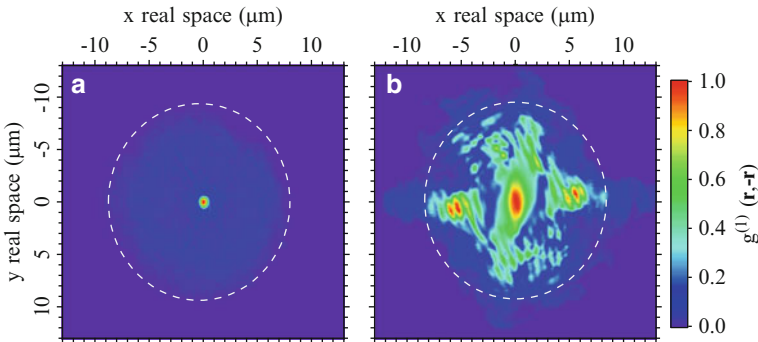 x real space (μm)
-10 -5 0 5 10
x real space (μm)
-10 -5 0 5 10
y real space (μm)
-10 -5 0 5 10
a
b
1.0
0.8
0.6
0.4
0.2
0.0
g(1) (r,-r)